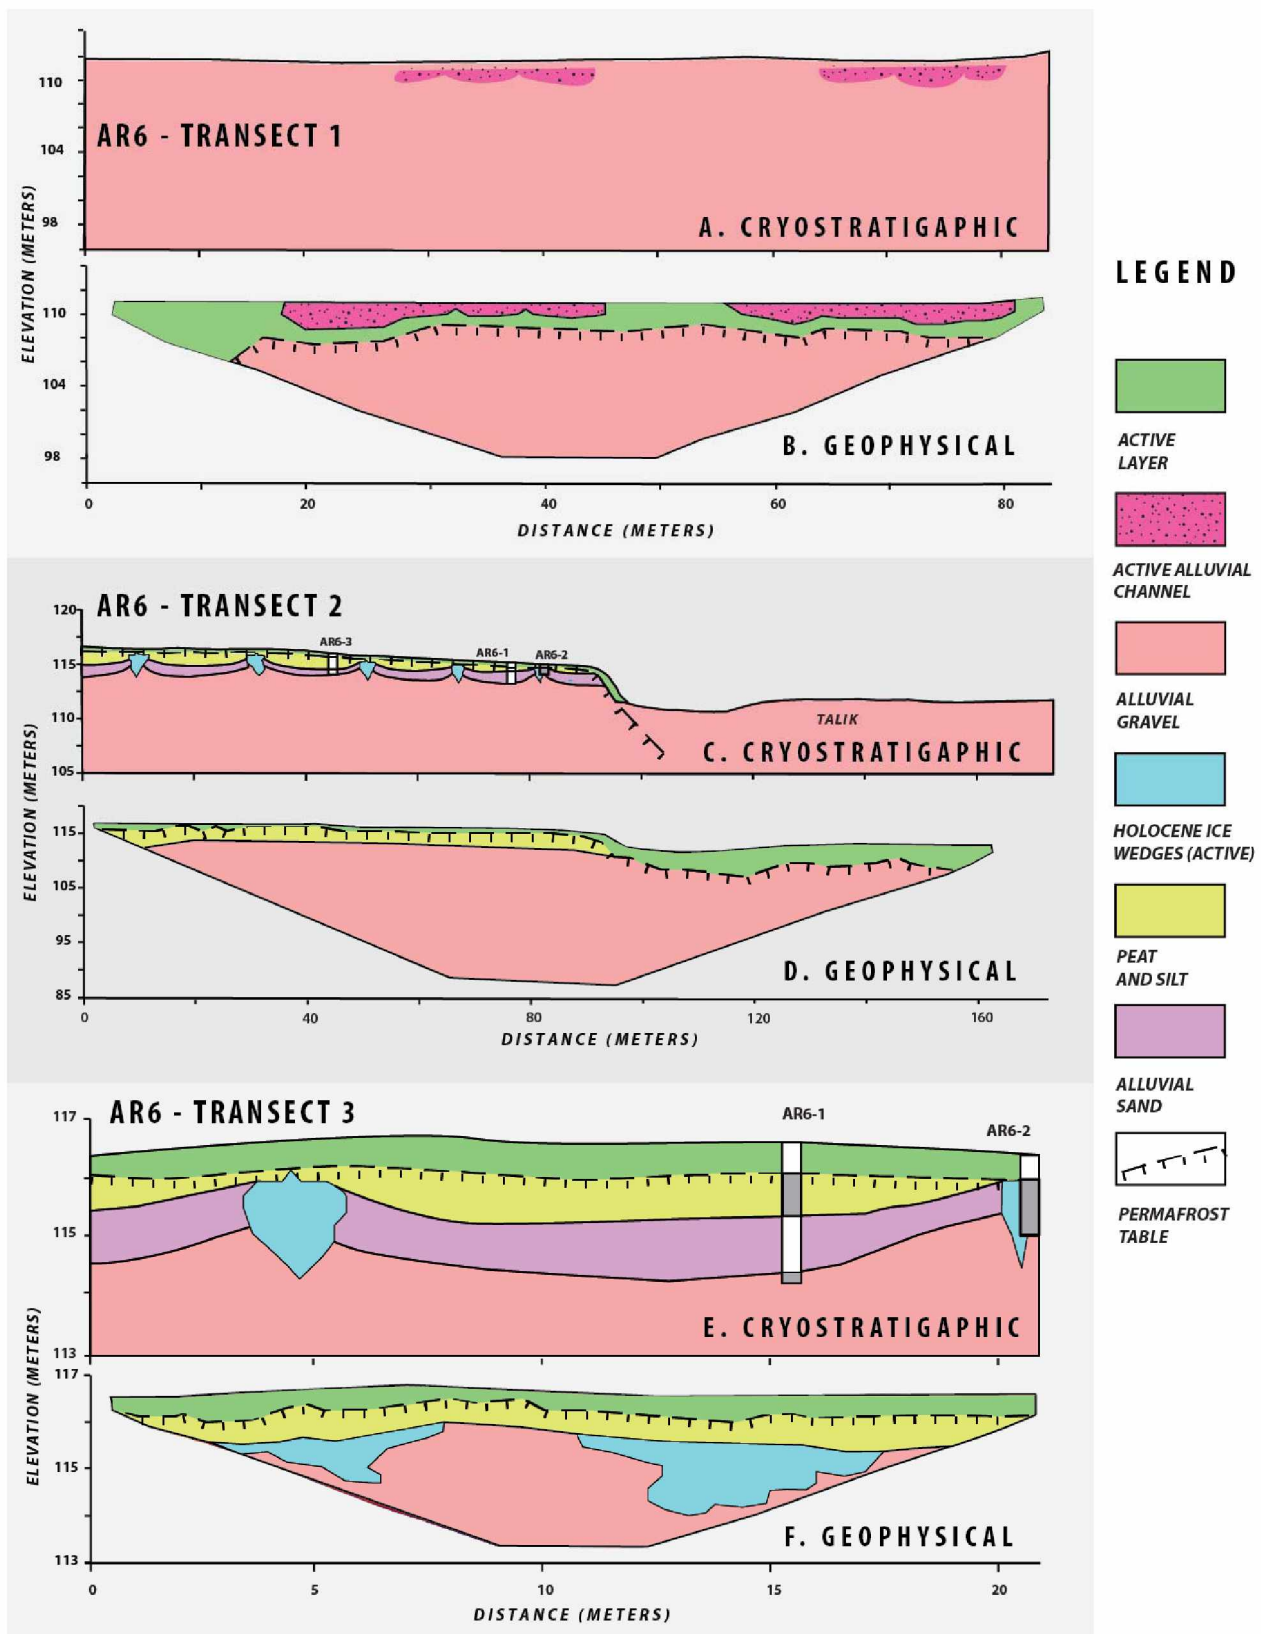 110
AR6 - TRANSECT 1
104
98
A. CRYOSTRATIGAPHIC
ELEVATION (METERS)
110
104
98
B. GEOPHYSICAL
0 20 40 60 80
DISTANCE (METERS)
120
AR6 - TRANSECT 2
AR6-3
AR6-1
AR6-2
115
110
TALIK
C. CRYOSTRATIGAPHIC
105
ELEVATION (METERS)
115
105
95
D. GEOPHYSICAL
85
0 40 80 120 160
DISTANCE (METERS)
117
AR6 - TRANSECT 3
AR6-1
AR6-2
115
E. CRYOSTRATIGAPHIC
113
ELEVATION (METERS)
117
115
F. GEOPHYSICAL
113
0 5 10 15 20
DISTANCE (METERS)
LEGEND
ACTIVE
LAYER
ACTIVE ALLUVIAL
CHANNEL
ALLUVIAL
GRAVEL
HOLOCENE ICE
WEDGES (ACTIVE)
PEAT
AND SILT
ALLUVIAL
SAND
PERMAFROST
TABLE